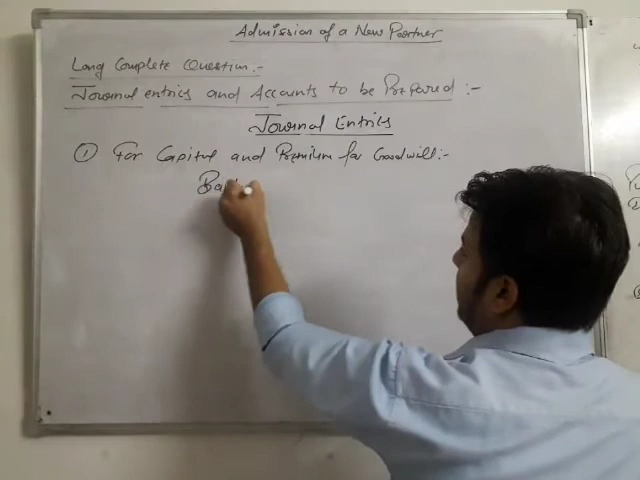 Admission of a New Partner
Long Complete Question:-
Journal entries and Accounts to be Prepared:-
Journal Entries
① For Capital and Premium for Goodwill:-
Ba